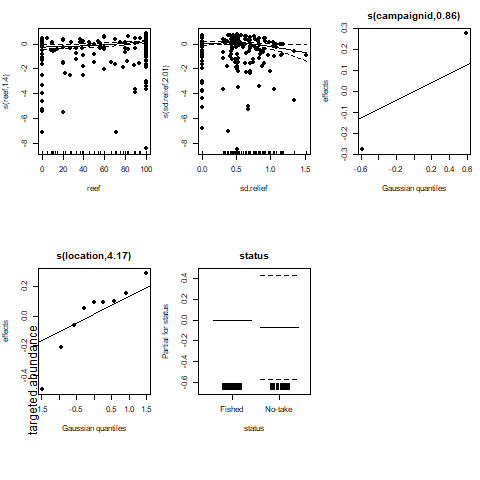 s(reef,1.4)
0
-2
-4
-6
-8
0 20 40 60 80 100
reef
s(sd.relief,2.01)
0
-2
-4
-6
-8
0.0 0.5 1.0 1.5
sd.relief
s(campaignid,0.86)
effects
0.3
0.2
0.1
0.0
-0.1
-0.2
-0.3
-0.6 -0.2 0.2 0.6
Gaussian quantiles
s(location,4.17)
effects
0.2
0.0
-0.2
-0.4
-1.5 -0.5 0.5 1.5
Gaussian quantiles
targeted.abundance
status
Partial for status
0.4
0.2
0.0
-0.2
-0.4
-0.6
Fished No-take
status